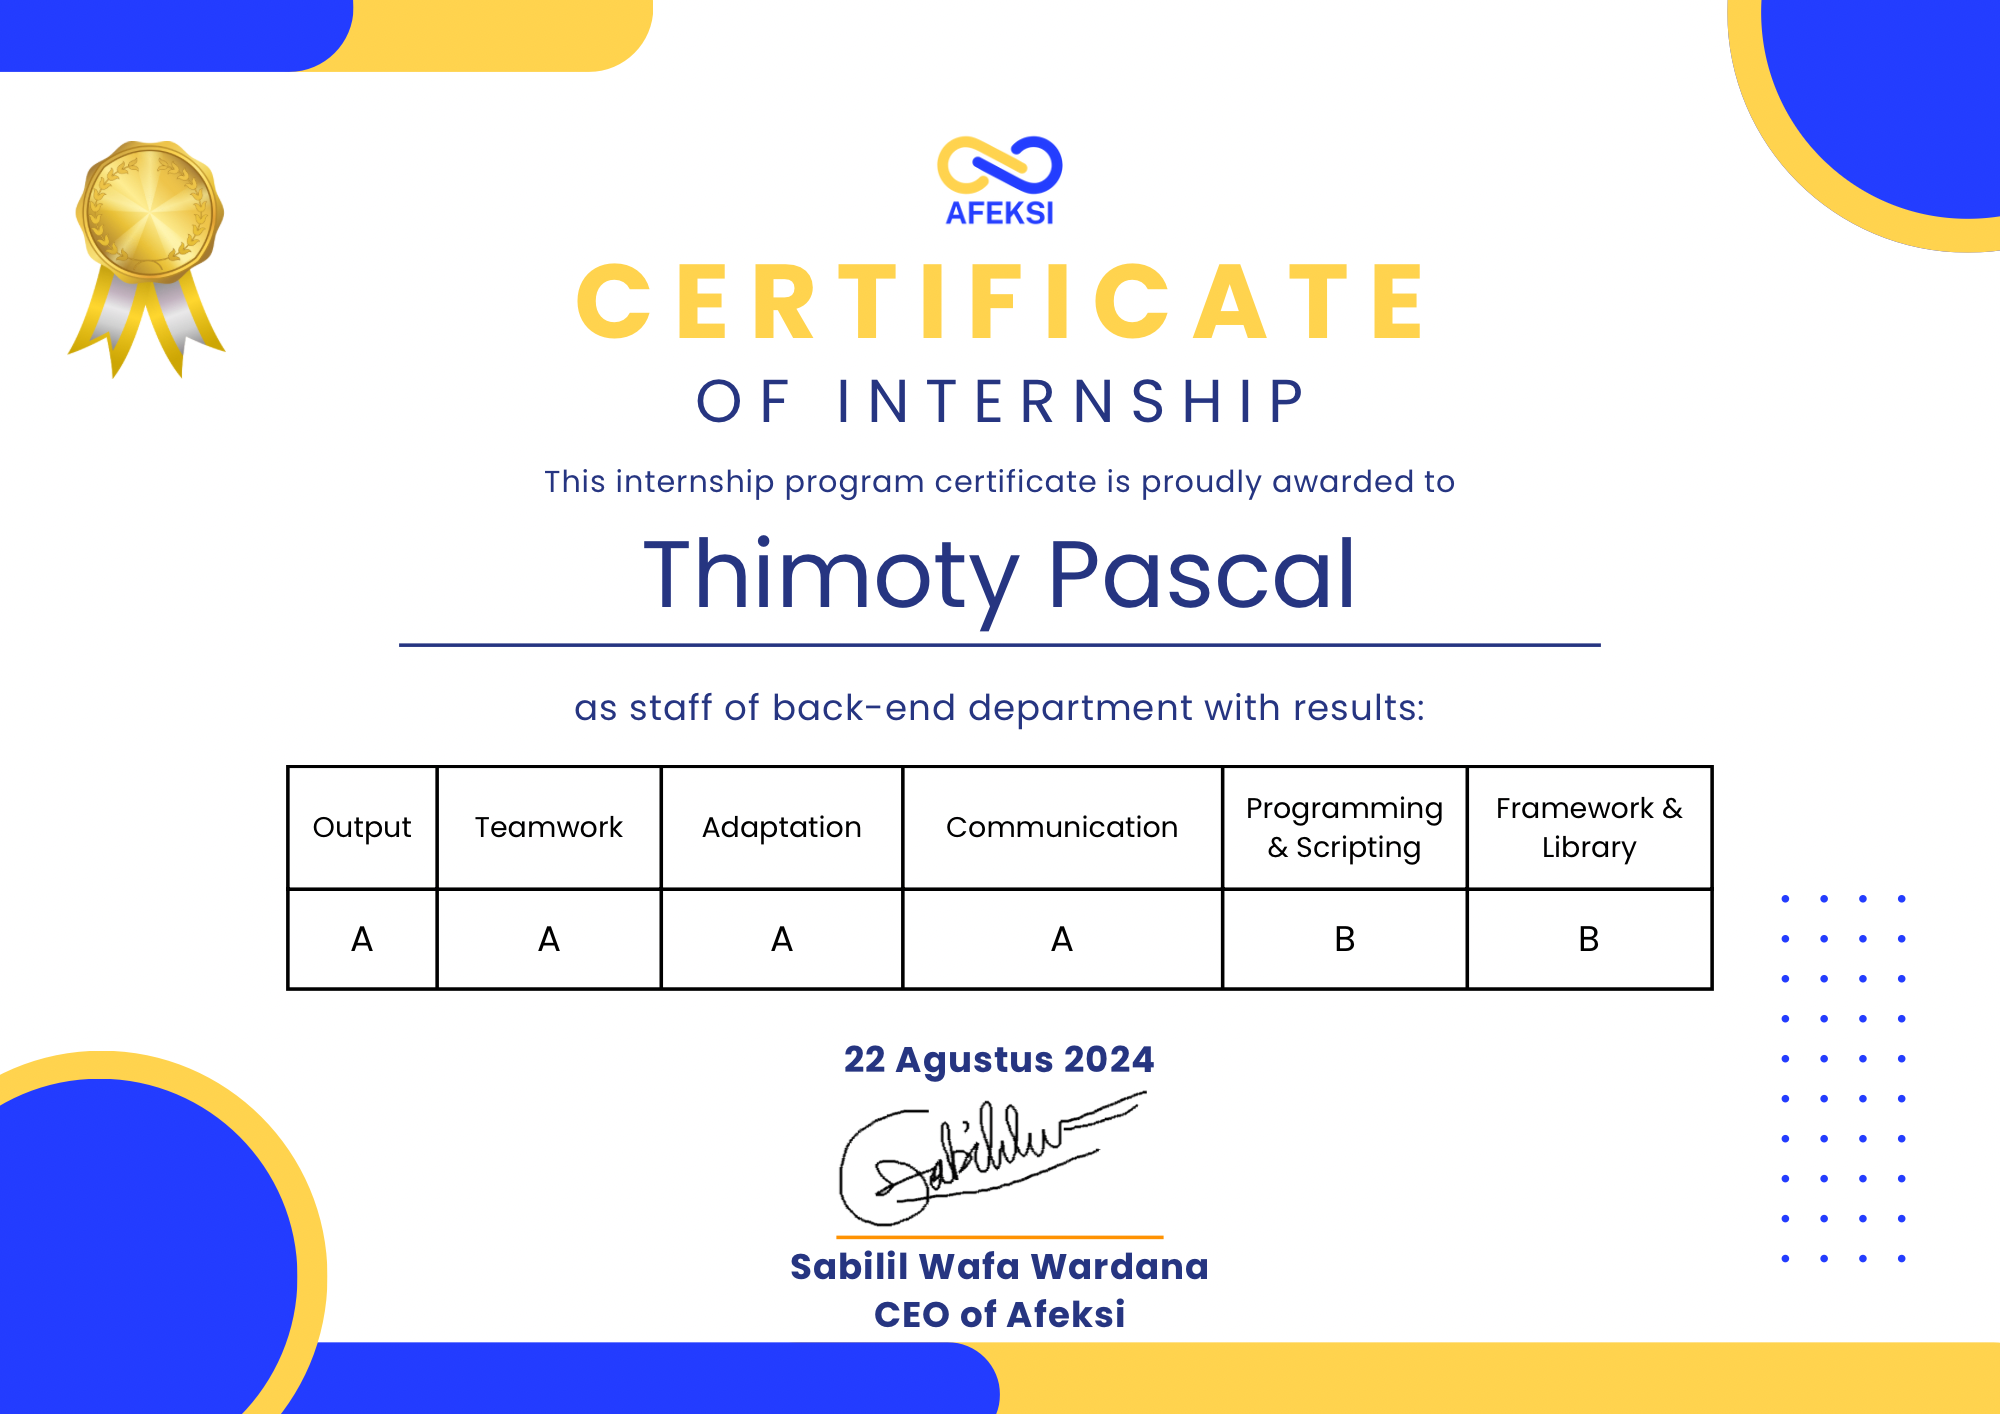 AFEKSI
CERTIFICATE
OF INTERNSHIP
This internship program certificate is proudly awarded to
Thimoty Pascal
as staff of back-end department with results:
Output
Teamwork
Adaptation
Communication
Programming
& Scripting
Framework &
Library
A
A
A
A
B
B
22 Agustus 2024
Sabilil Wafa Wardana
CEO of Afeksi